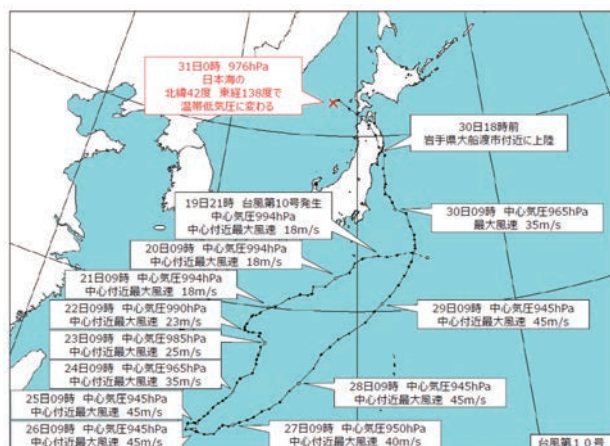 31日0時 976hPa
日本海の
北緯42度 東経138度で
温帯低気圧に変わる
30日18時前
岩手県大船渡市付近に上陸
19日21時 台風第10号発生
中心気圧994hPa
中心付近最大風速 18m/s
30日09時 中心気圧965hPa
最大風速 35m/s
20日09時 中心気圧994hPa
中心付近最大風速 18m/s
21日09時 中心気圧994hPa
中心付近最大風速 18m/s
22日09時 中心気圧990hPa
中心付近最大風速 23m/s
29日09時 中心気圧945hPa
中心付近最大風速 45m/s
23日09時 中心気圧985hPa
中心付近最大風速 25m/s
24日09時 中心気圧965hPa
中心付近最大風速 35m/s
28日09時 中心気圧945hPa
中心付近最大風速 45m/s
25日09時 中心気圧945hPa
中心付近最大風速 45m/s
26日09時 中心気圧945hPa
中心付近最大風速 45m/s
27日09時 中心気圧950hPa
中心付近最大風速 40m/s
台風第10号